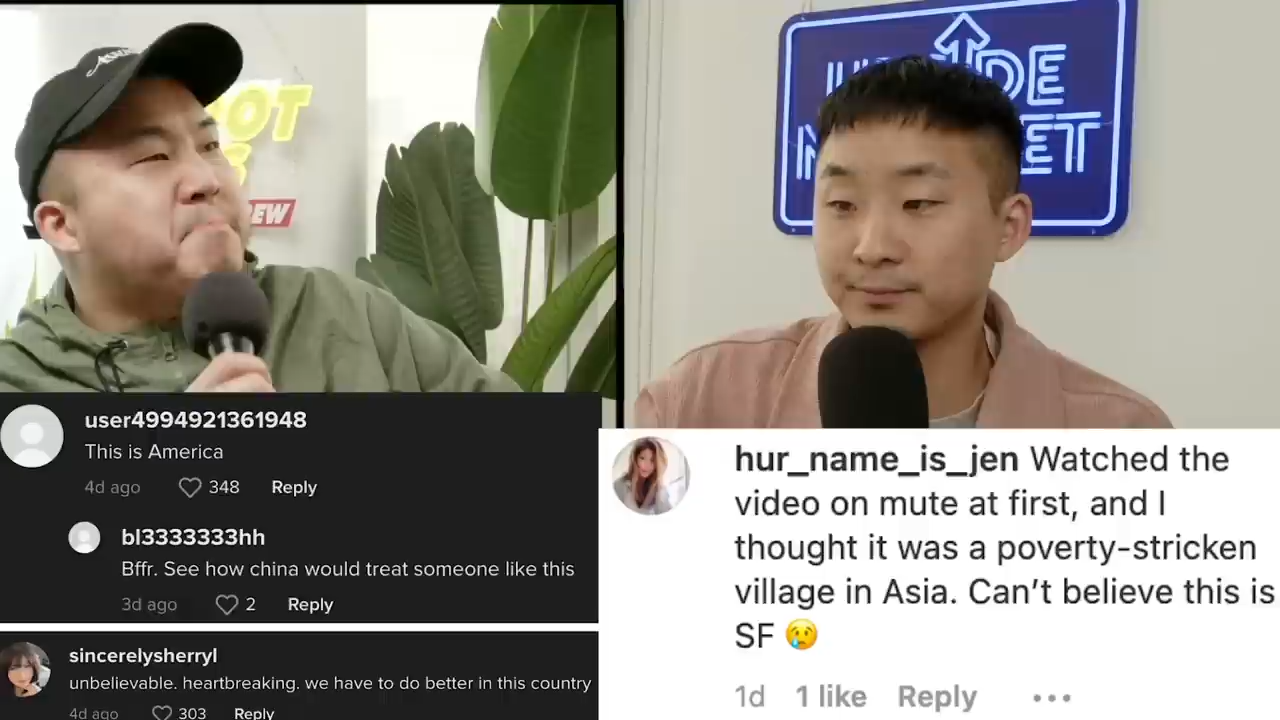 user4994921361948
This is America
4d ago 348 Reply
bl3333333hh
Bffr. See how china would treat someone like this
3d ago 2 Reply
sincerelysherryl
unbelievable. heartbreaking. we have to do better in this country
4d ago 303 Reply
hur_name_is_jen Watched the
video on mute at first, and I
thought it was a poverty-stricken
village in Asia. Can’t believe this is
SF 😢
1d 1 like Reply